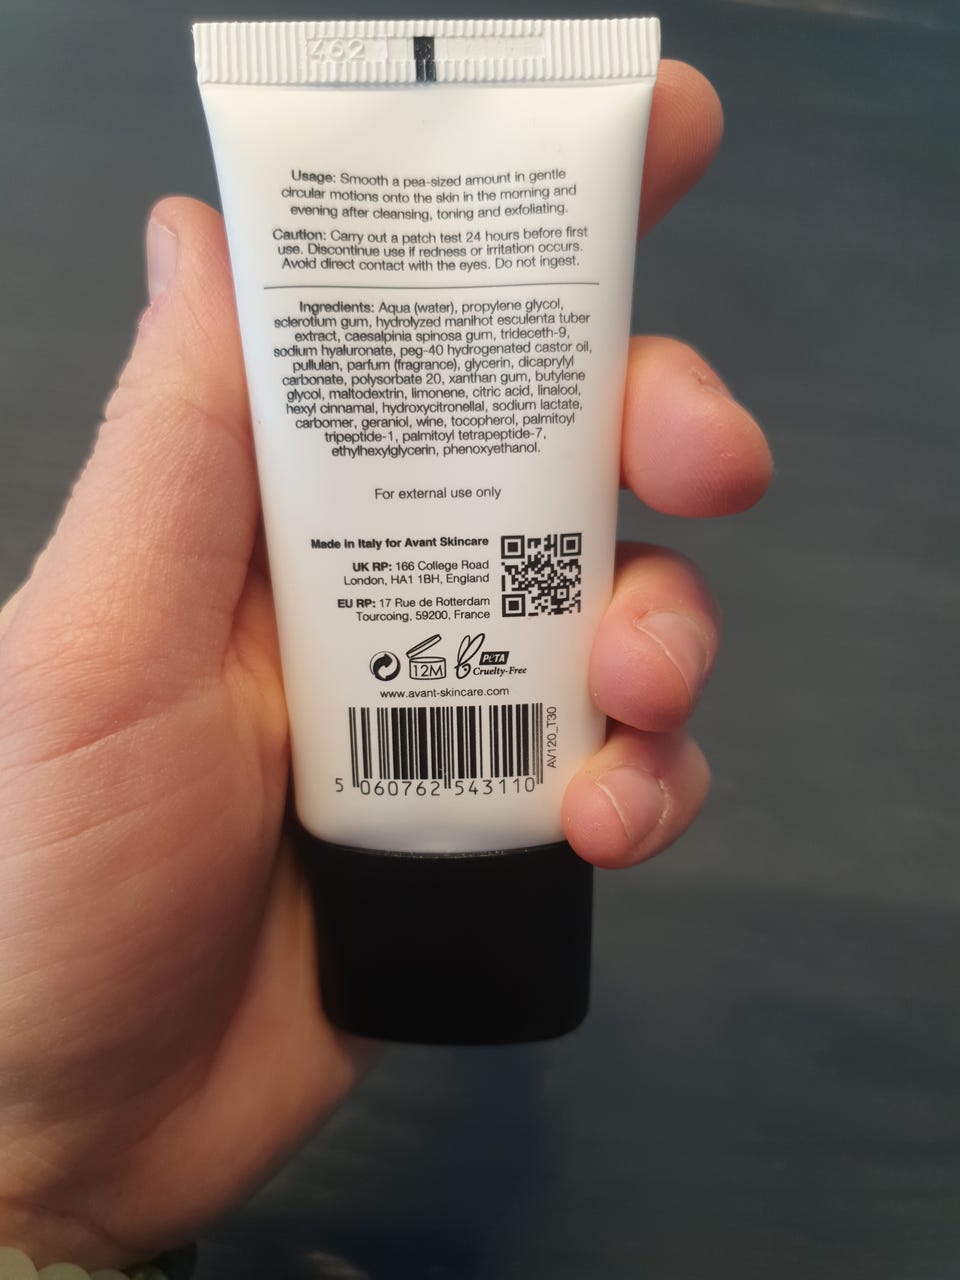 462
Usage: Smooth a pea-sized amount in gentle
circular motions onto the skin in the morning and
evening after cleansing, toning and exfoliating.
Caution: Carry out a patch test 24 hours before first
use. Discontinue use if redness or irritation occurs.
Avoid direct contact with the eyes. Do not ingest.
Ingredients: Aqua (water), propylene glycol,
sclerotium gum, hydrolyzed manihot esculenta tuber
extract, caesalpinia spinosa gum, trideceth-9,
sodium hyaluronate, peg-40 hydrogenated castor oil,
pullulan, parfum (fragrance), glycerin, dicaprylyl
carbonate, polysorbate 20, xanthan gum, butylene
glycol, maltodextrin, limonene, citric acid, linalool,
hexyl cinnamal, hydroxycitronellal, sodium lactate,
carbomer, geraniol, wine, tocopherol, palmitoyl
tripeptide-1, palmitoyl tetrapeptide-7,
ethylhexylglycerin, phenoxyethanol.
For external use only
Made in Italy for Avant Skincare
UK RP: 166 College Road
London, HA1 1BH, England
EU RP: 17 Rue de Rotterdam
Tourcoing, 59200, France
12M
PETA
Cruelty-Free
www.avant-skincare.com
AV120_T30
5 060762 543110